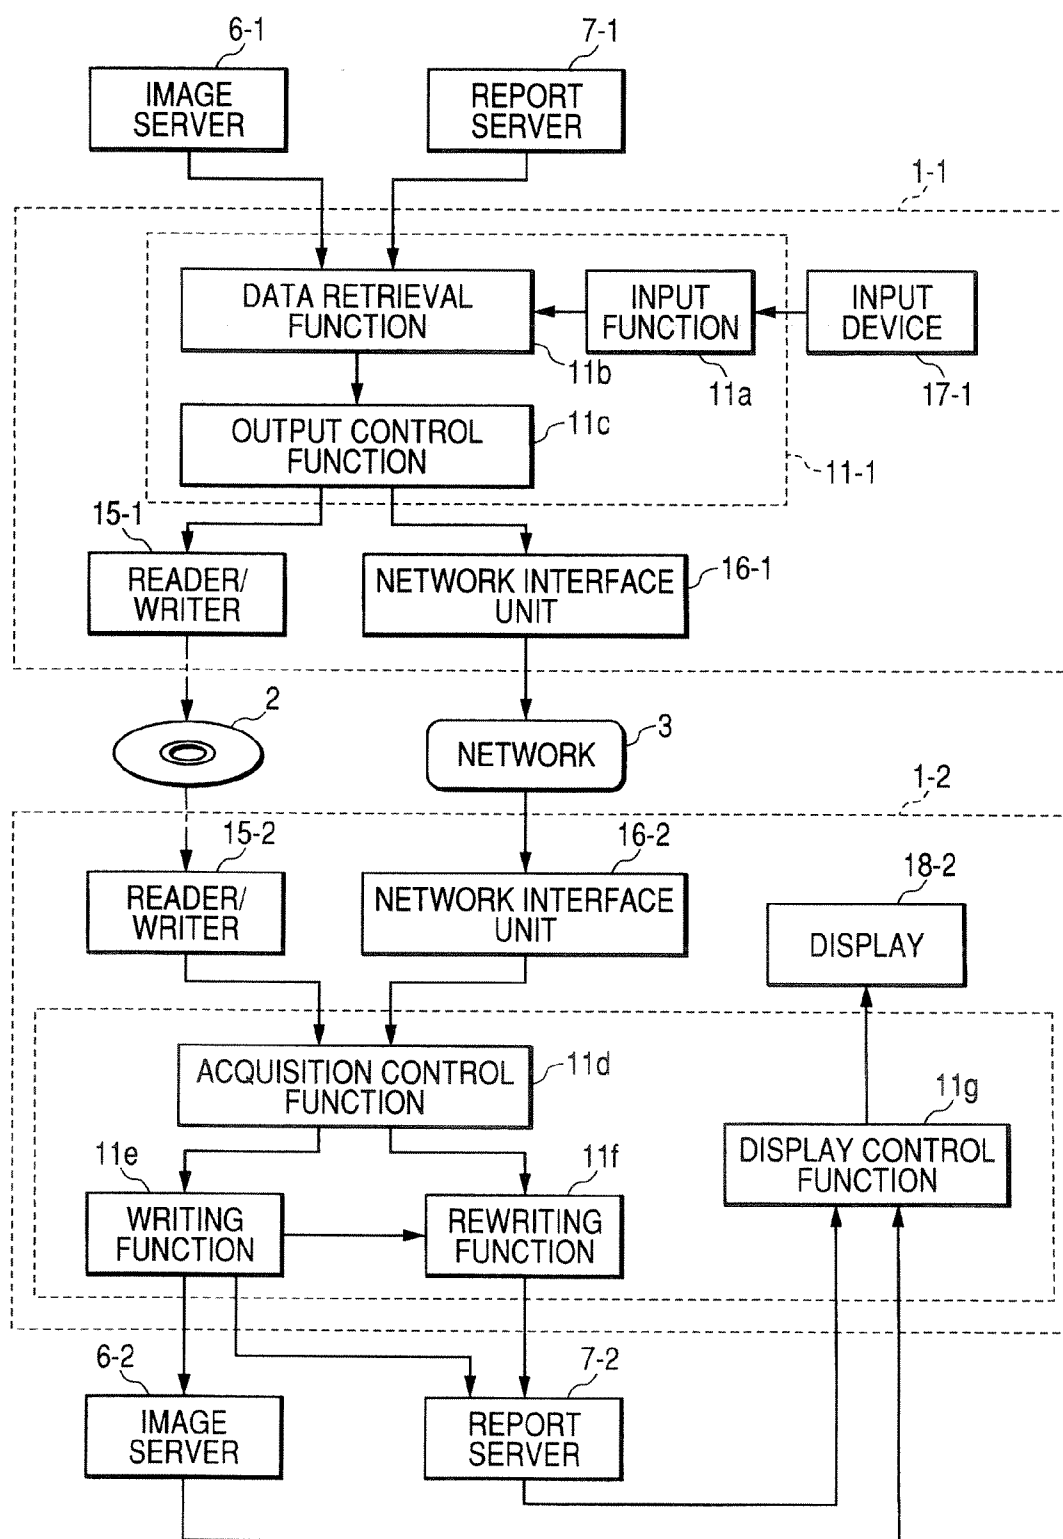 6-1
7-1
IMAGE
SERVER
REPORT
SERVER
1-1
DATA RETRIEVAL
FUNCTION
INPUT
FUNCTION
INPUT
DEVICE
11b
11a
17-1
OUTPUT CONTROL
FUNCTION
11c
11-1
15-1
READER/
WRITER
NETWORK INTERFACE
UNIT
16-1
2
3
NETWORK
1-2
15-2
16-2
18-2
READER/
WRITER
NETWORK INTERFACE
UNIT
DISPLAY
ACQUISITION CONTROL
FUNCTION
11d
11g
DISPLAY CONTROL
FUNCTION
11e
11f
WRITING
FUNCTION
REWRITING
FUNCTION
6-2
7-2
IMAGE
SERVER
REPORT
SERVER